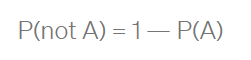 P(not A) = 1 — P(A)